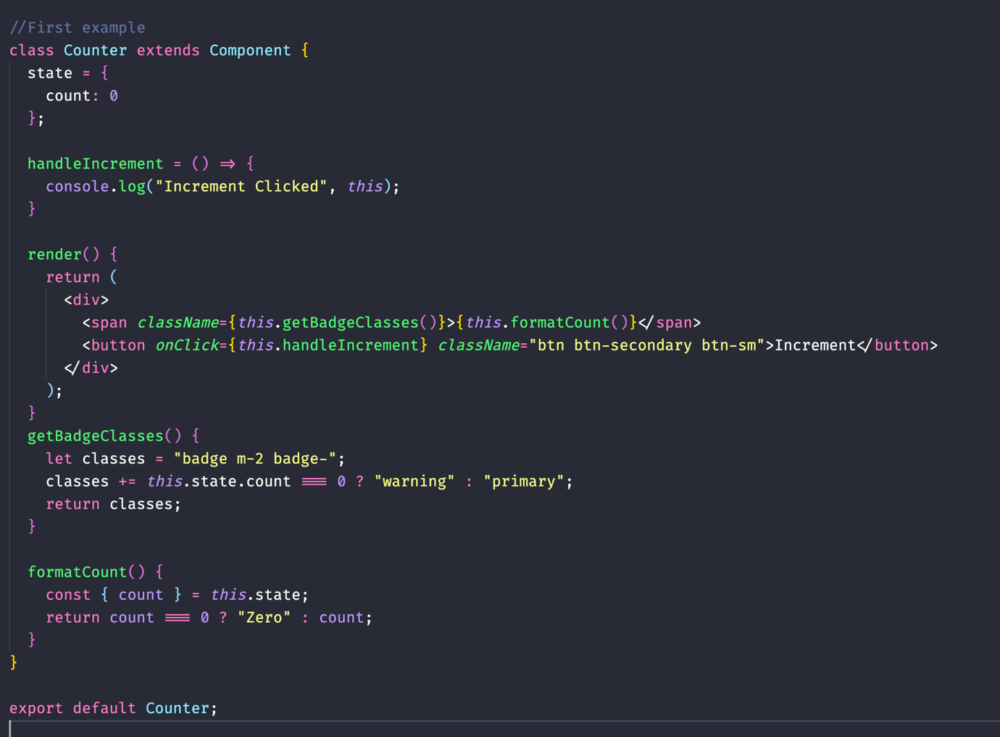 //First example
class Counter extends Component {
  state = {
    count: 0
  };

  handleIncrement = () => {
    console.log("Increment Clicked", this);
  }

  render() {
    return (
      <div>
        <span className={this.getBadgeClasses()}>{this.formatCount()}</span>
        <button onClick={this.handleIncrement} className="btn btn-secondary btn-sm">Increment</button>
      </div>
    );
  }
  getBadgeClasses() {
    let classes = "badge m-2 badge-";
    classes += this.state.count === 0 ? "warning" : "primary";
    return classes;
  }

  formatCount() {
    const { count } = this.state;
    return count === 0 ? "Zero" : count;
  }
}

export default Counter;